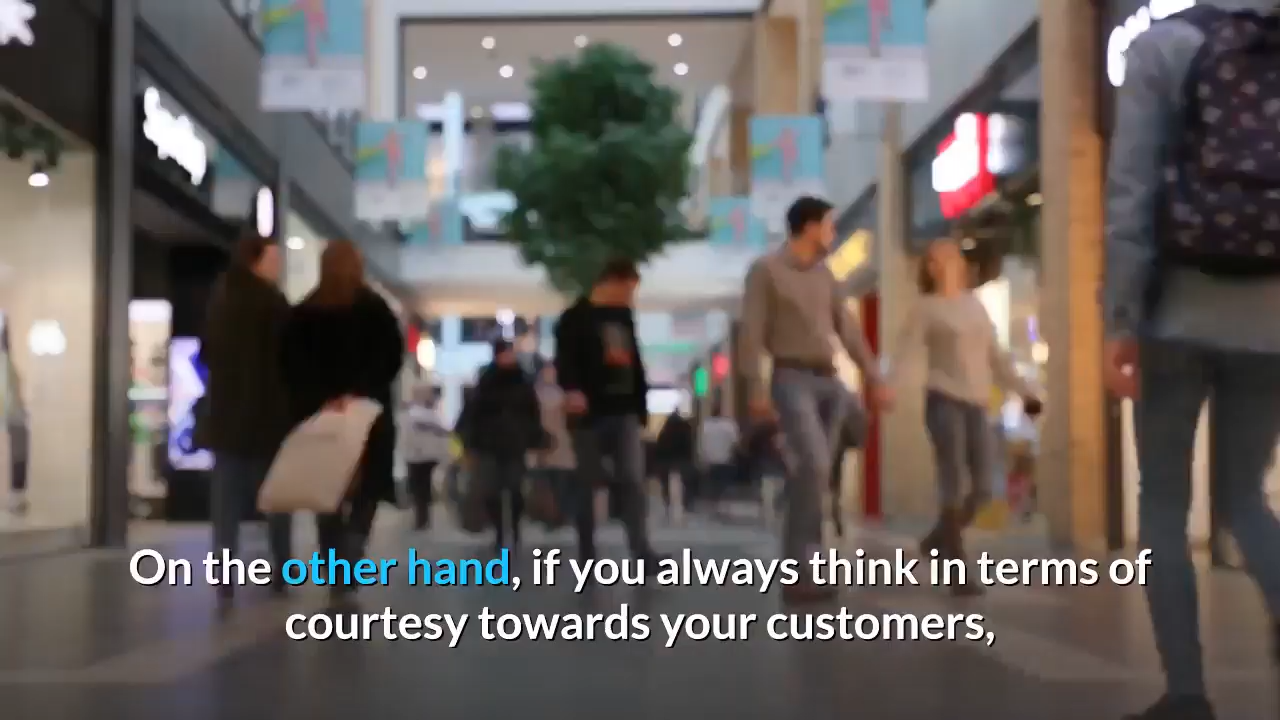 On the other hand, if you always think in terms of
courtesy towards your customers,